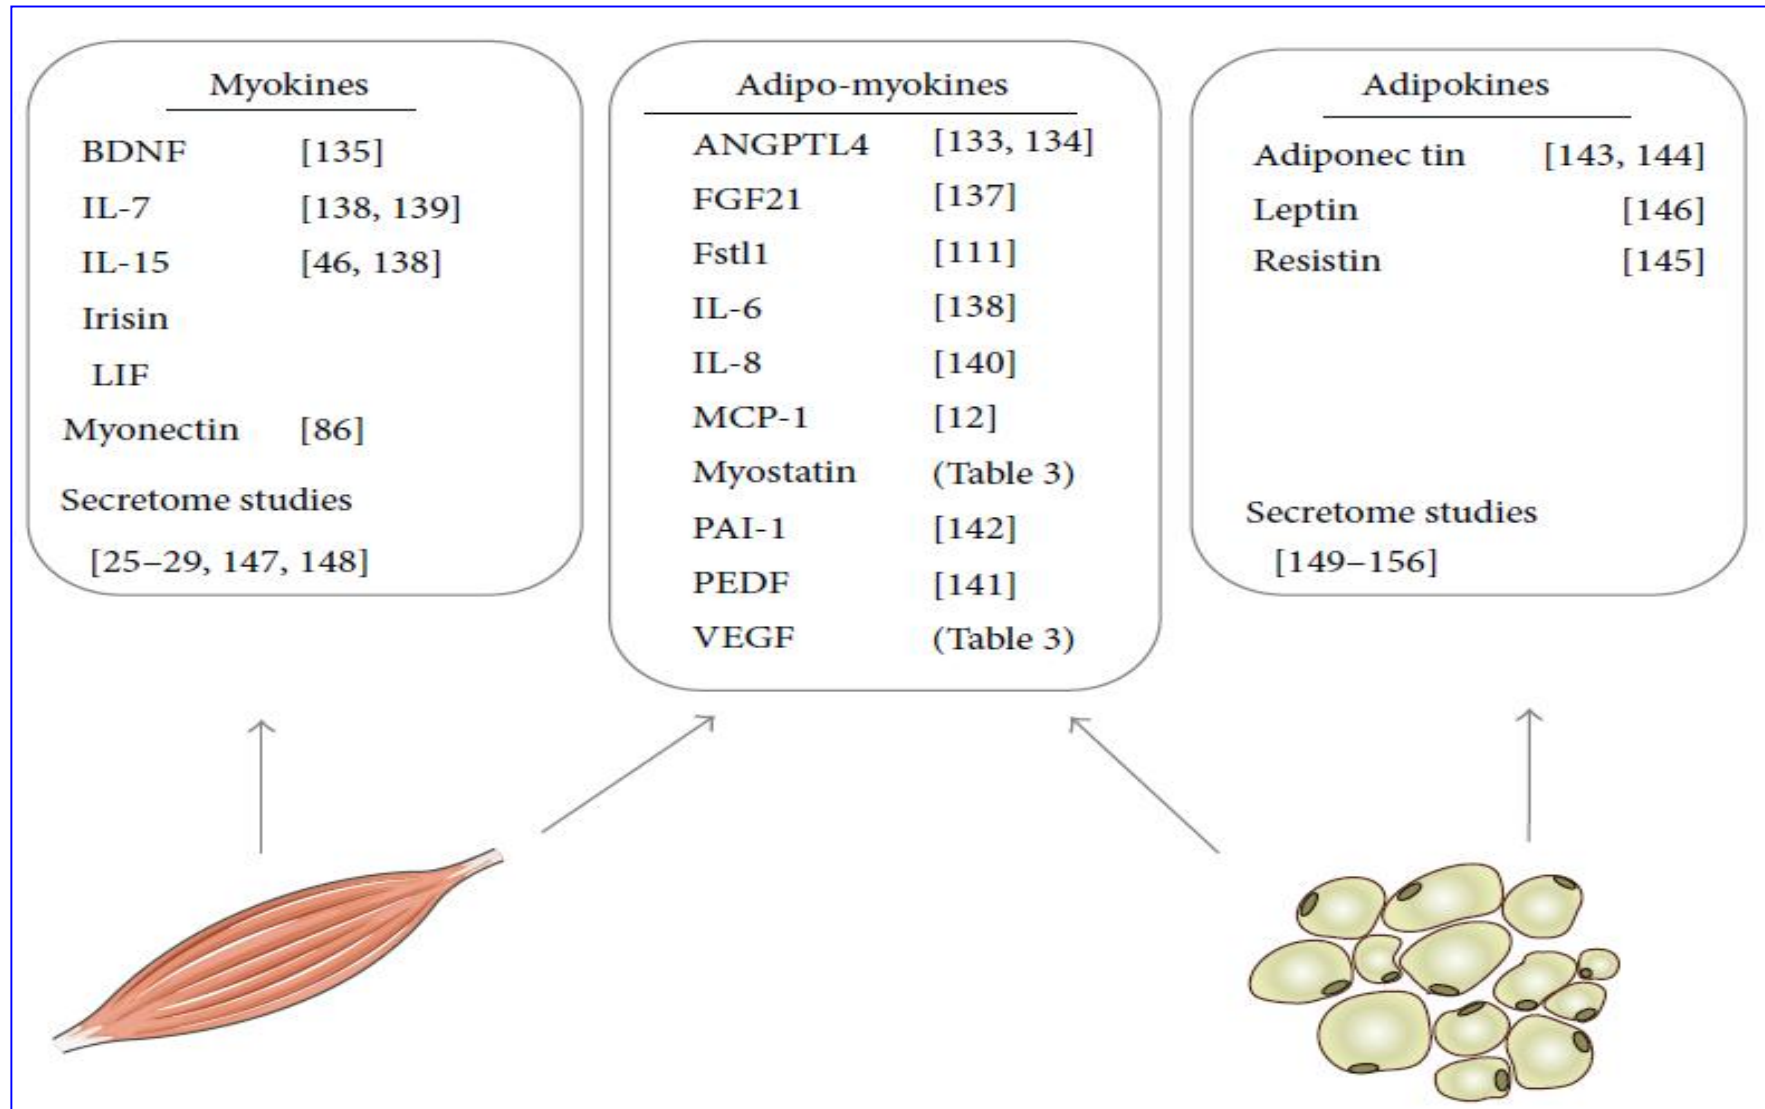 Myokines
BDNF [135]
IL-7 [138, 139]
IL-15 [46, 138]
Irisin
LIF
Myonectin [86]
Secretome studies
[25–29, 147, 148]
Adipo-myokines
ANGPTL4 [133, 134]
FGF21 [137]
Fstl1 [111]
IL-6 [138]
IL-8 [140]
MCP-1 [12]
Myostatin (Table 3)
PAI-1 [142]
PEDF [141]
VEGF (Table 3)
Adipokines
Adiponec tin [143, 144]
Leptin [146]
Resistin [145]
Secretome studies
[149–156]